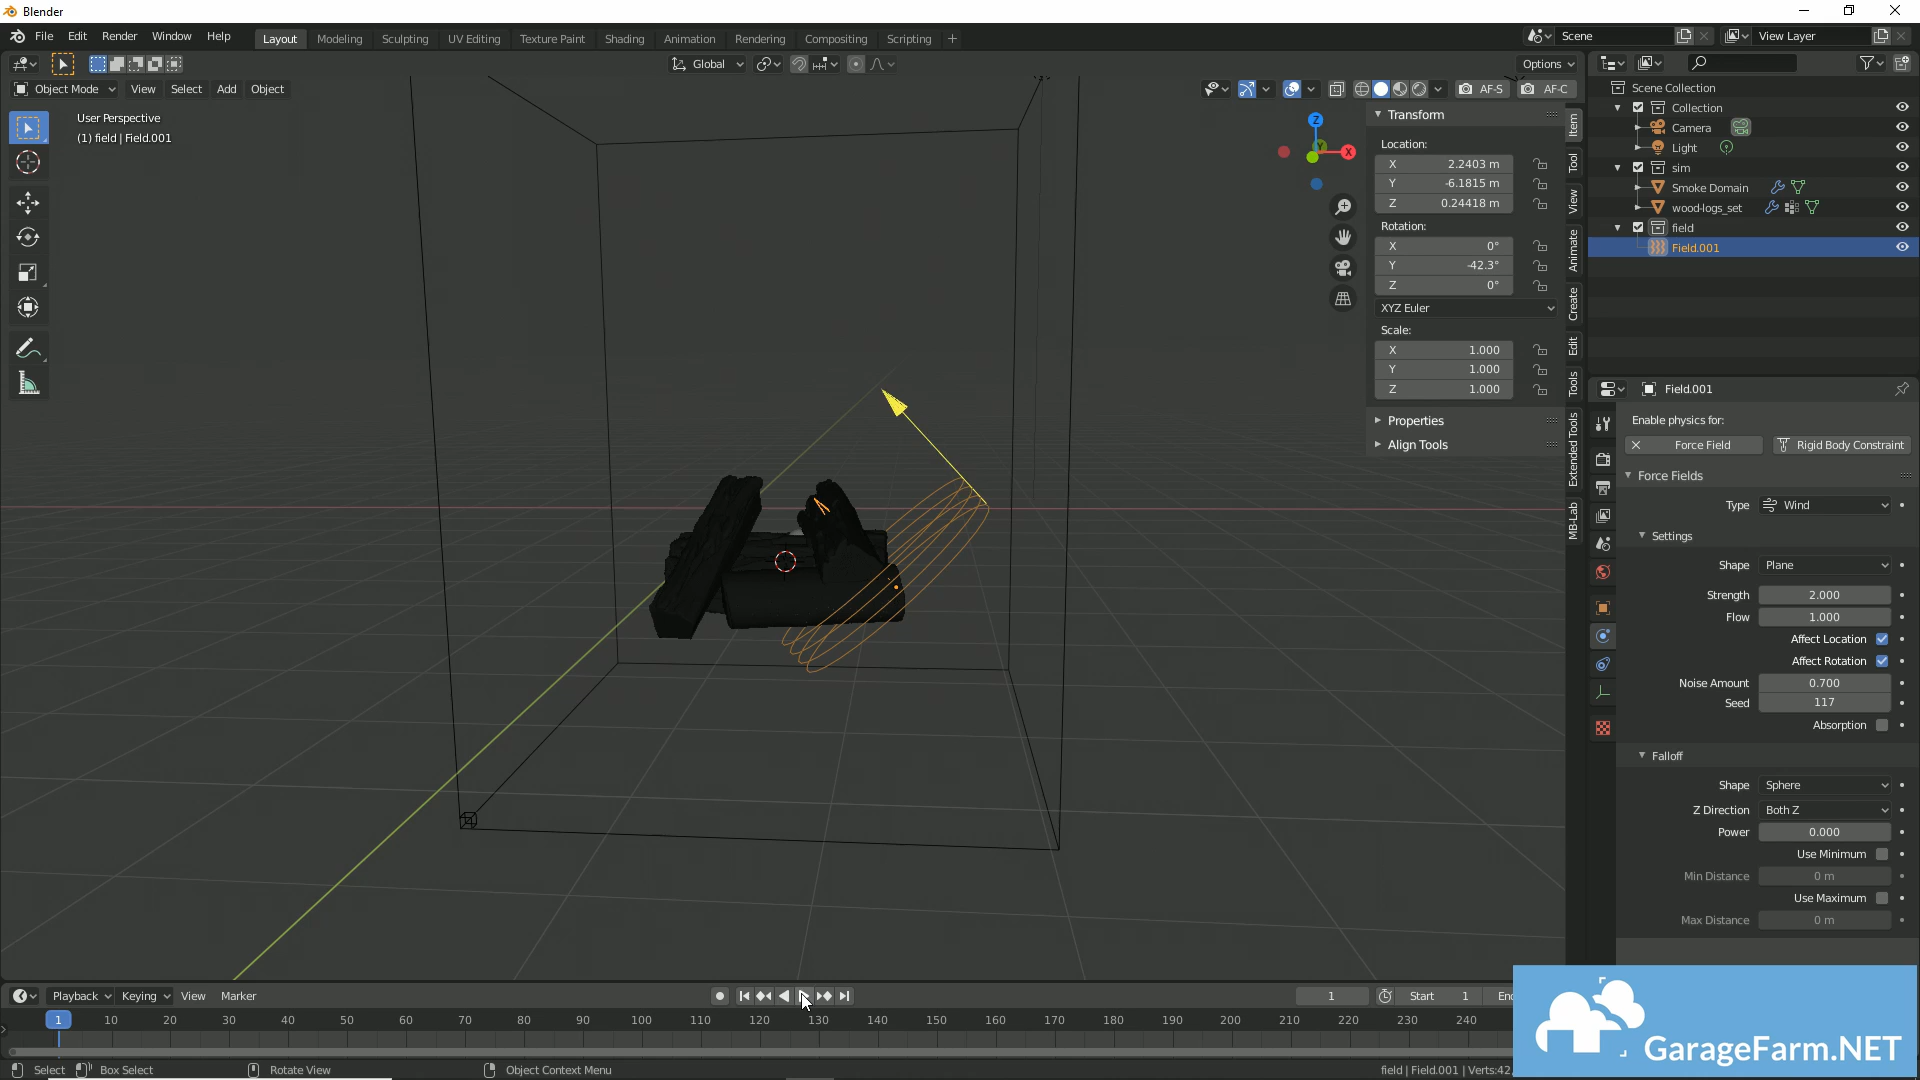 Blender
File Edit Render Window Help
Layout Modeling Sculpting UV Editing Texture Paint Shading Animation Rendering Compositing Scripting +
Scene
View Layer
Global
Options
Object Mode View Select Add Object
AF-S AF-C
User Perspective
(1) field | Field.001
Z
X
Y
Transform
Location:
X 2.2403 m
Y -6.1815 m
Z 0.24418 m
Rotation:
X 0°
Y -42.3°
Z 0°
XYZ Euler
Scale:
X 1.000
Y 1.000
Z 1.000
Properties
Align Tools
Item
Tool
View
Animate
Create
Edit
Tools
Extended Tools
MB-Lab
Scene Collection
Collection
Camera
Light
sim
Smoke Domain
wood-logs_set
field
Field.001
Field.001
Enable physics for:
Force Field
Rigid Body Constraint
Force Fields
Type Wind
Settings
Shape Plane
Strength 2.000
Flow 1.000
Affect Location
Affect Rotation
Noise Amount 0.700
Seed 117
Absorption
Falloff
Shape Sphere
Z Direction Both Z
Power 0.000
Use Minimum
Min Distance 0 m
Use Maximum
Max Distance 0 m
Playback Keying View Marker
1
Start 1
1 10 20 30 40 50 60 70 80 90 100 110 120 130 140 150 160 170 180 190 200 210 220 230 240
Select Box Select Rotate View Object Context Menu
field | Field.001 | Verts:42,
GarageFarm.NET